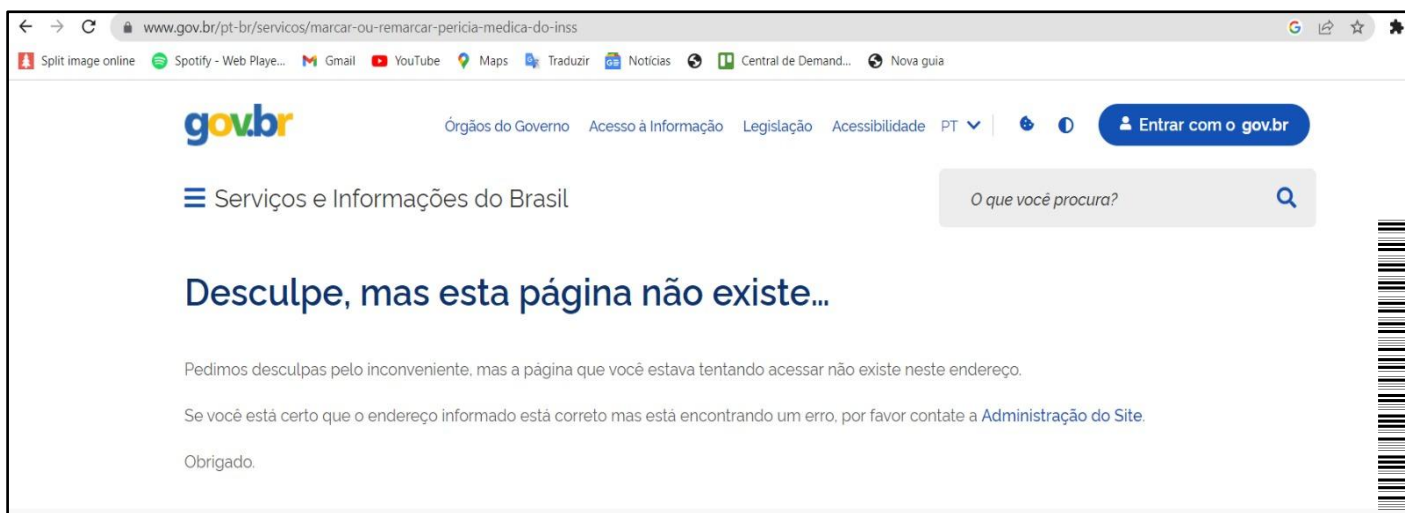 www.gov.br/pt-br/servicos/marcar-ou-remarcar-pericia-medica-do-inss
Split image online Spotify - Web Playe... Gmail YouTube Maps Traduzir Notícias Central de Demand... Nova guia
gov.br Órgãos do Governo Acesso à Informação Legislação Acessibilidade PT Entrar com o gov.br
Serviços e Informações do Brasil O que você procura?
Desculpe, mas esta página não existe…
Pedimos desculpas pelo inconveniente, mas a página que você estava tentando acessar não existe neste endereço.
Se você está certo que o endereço informado está correto mas está encontrando um erro, por favor contate a Administração do Site.
Obrigado.